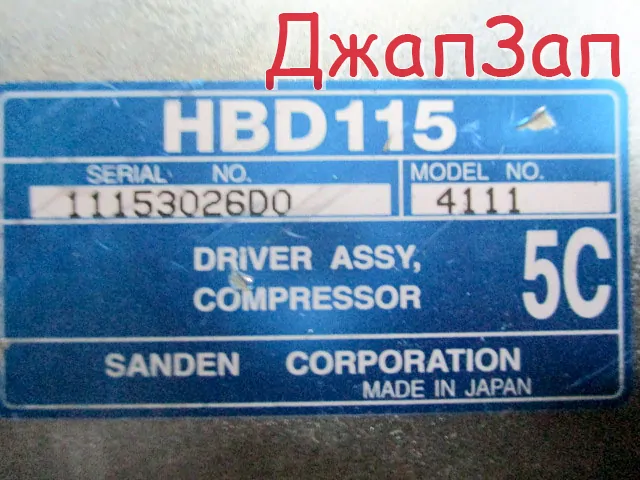 ДжапЗап
HBD115
SERIAL NO.
MODEL NO.
11153026D0
4111
DRIVER ASSY,
COMPRESSOR
5C
SANDEN CORPORATION
MADE IN JAPAN